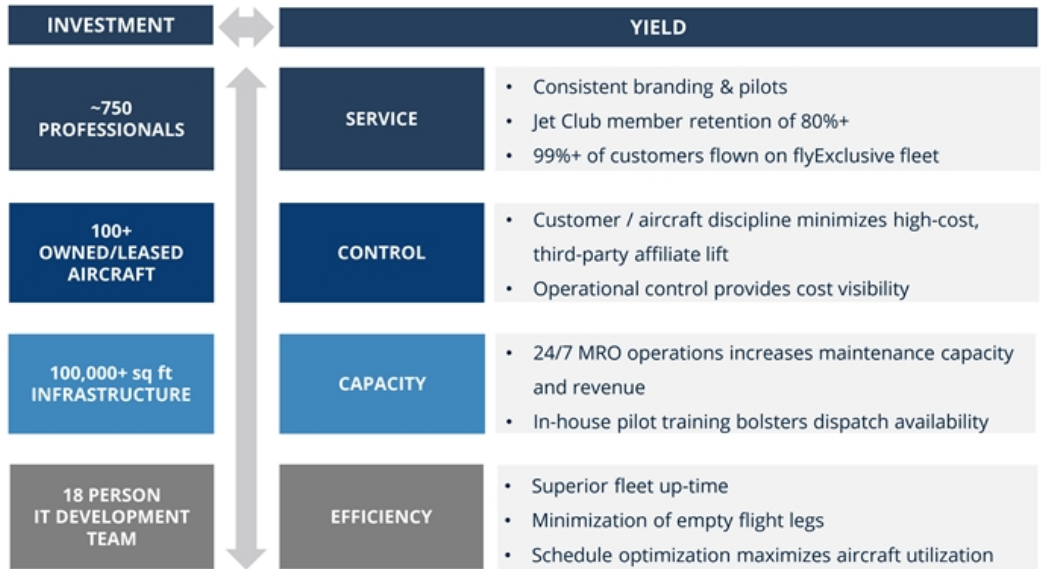 INVESTMENT
YIELD
~750
PROFESSIONALS
SERVICE
• Consistent branding & pilots
• Jet Club member retention of 80%+
• 99%+ of customers flown on flyExclusive fleet
100+
OWNED/LEASED
AIRCRAFT
CONTROL
• Customer / aircraft discipline minimizes high-cost,
third-party affiliate lift
• Operational control provides cost visibility
100,000+ sq ft
INFRASTRUCTURE
CAPACITY
• 24/7 MRO operations increases maintenance capacity
and revenue
• In-house pilot training bolsters dispatch availability
18 PERSON
IT DEVELOPMENT
TEAM
EFFICIENCY
• Superior fleet up-time
• Minimization of empty flight legs
• Schedule optimization maximizes aircraft utilization